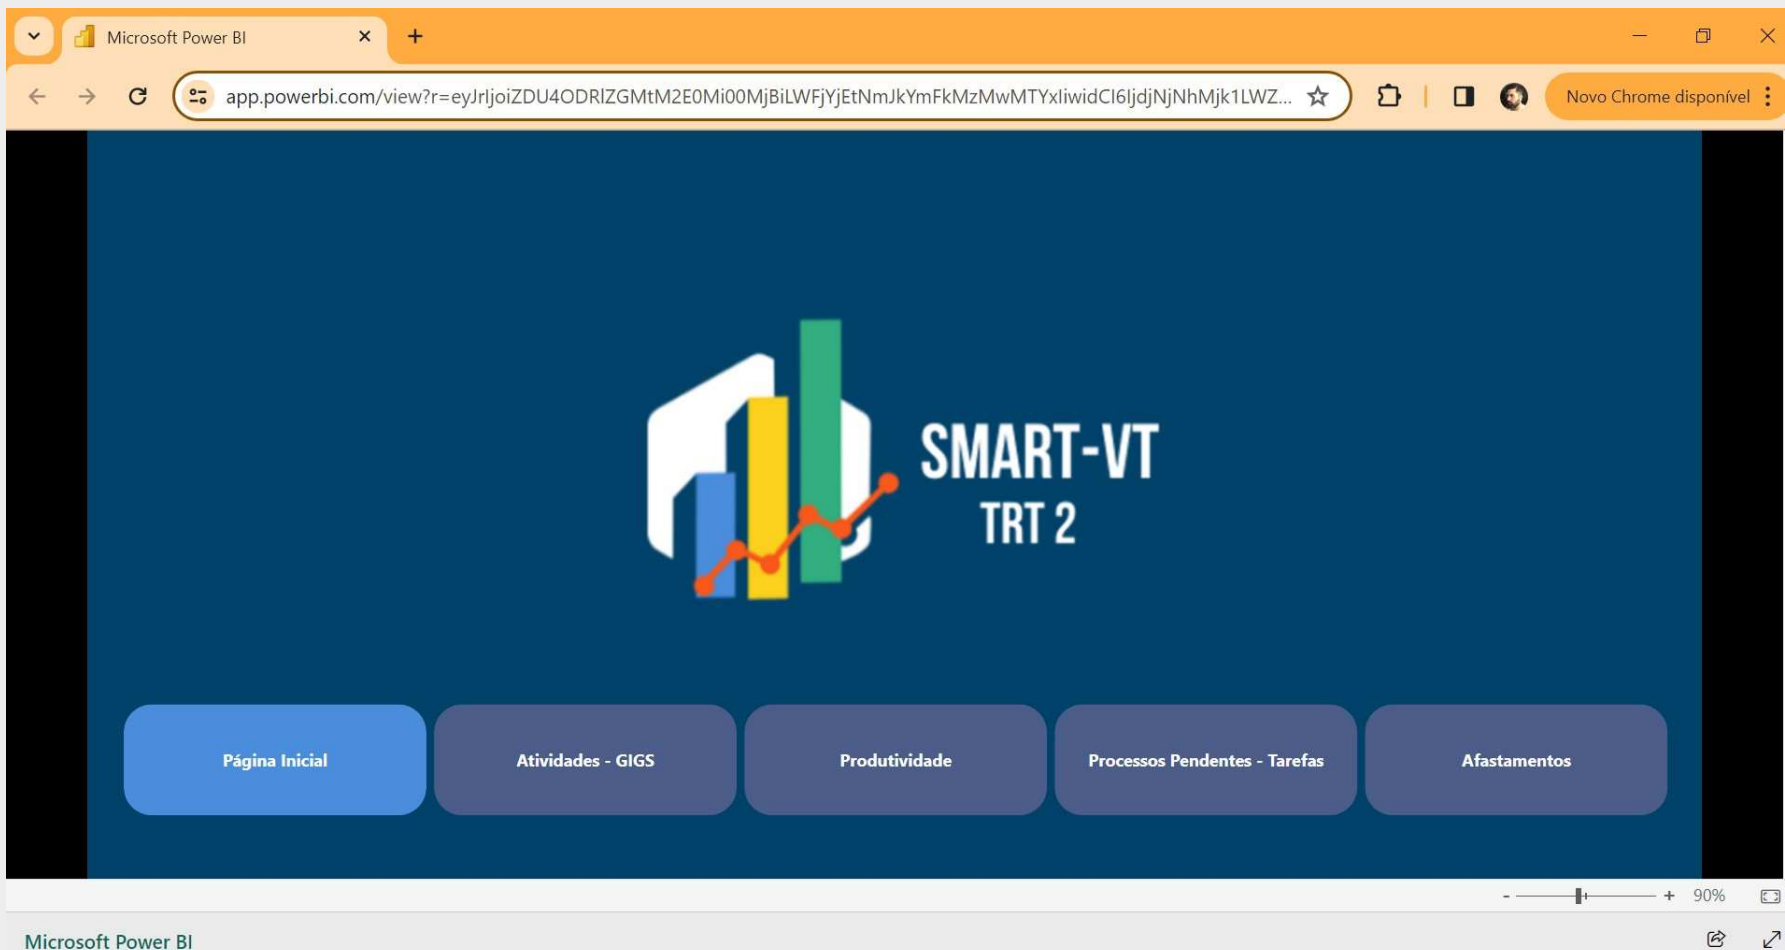 Microsoft Power BI
app.powerbi.com/view?r=eyJrIjoiZDU4ODRlZGMtM2E0Mi00MjBiLWFjYjEtNmJkYmFkMzMwMTYxIiwidCI6IjdjNjNhMjk1LWZ...
Novo Chrome disponível
SMART-VT
TRT 2
Página Inicial
Atividades - GIGS
Produtividade
Processos Pendentes - Tarefas
Afastamentos
- + 90%
Microsoft Power BI